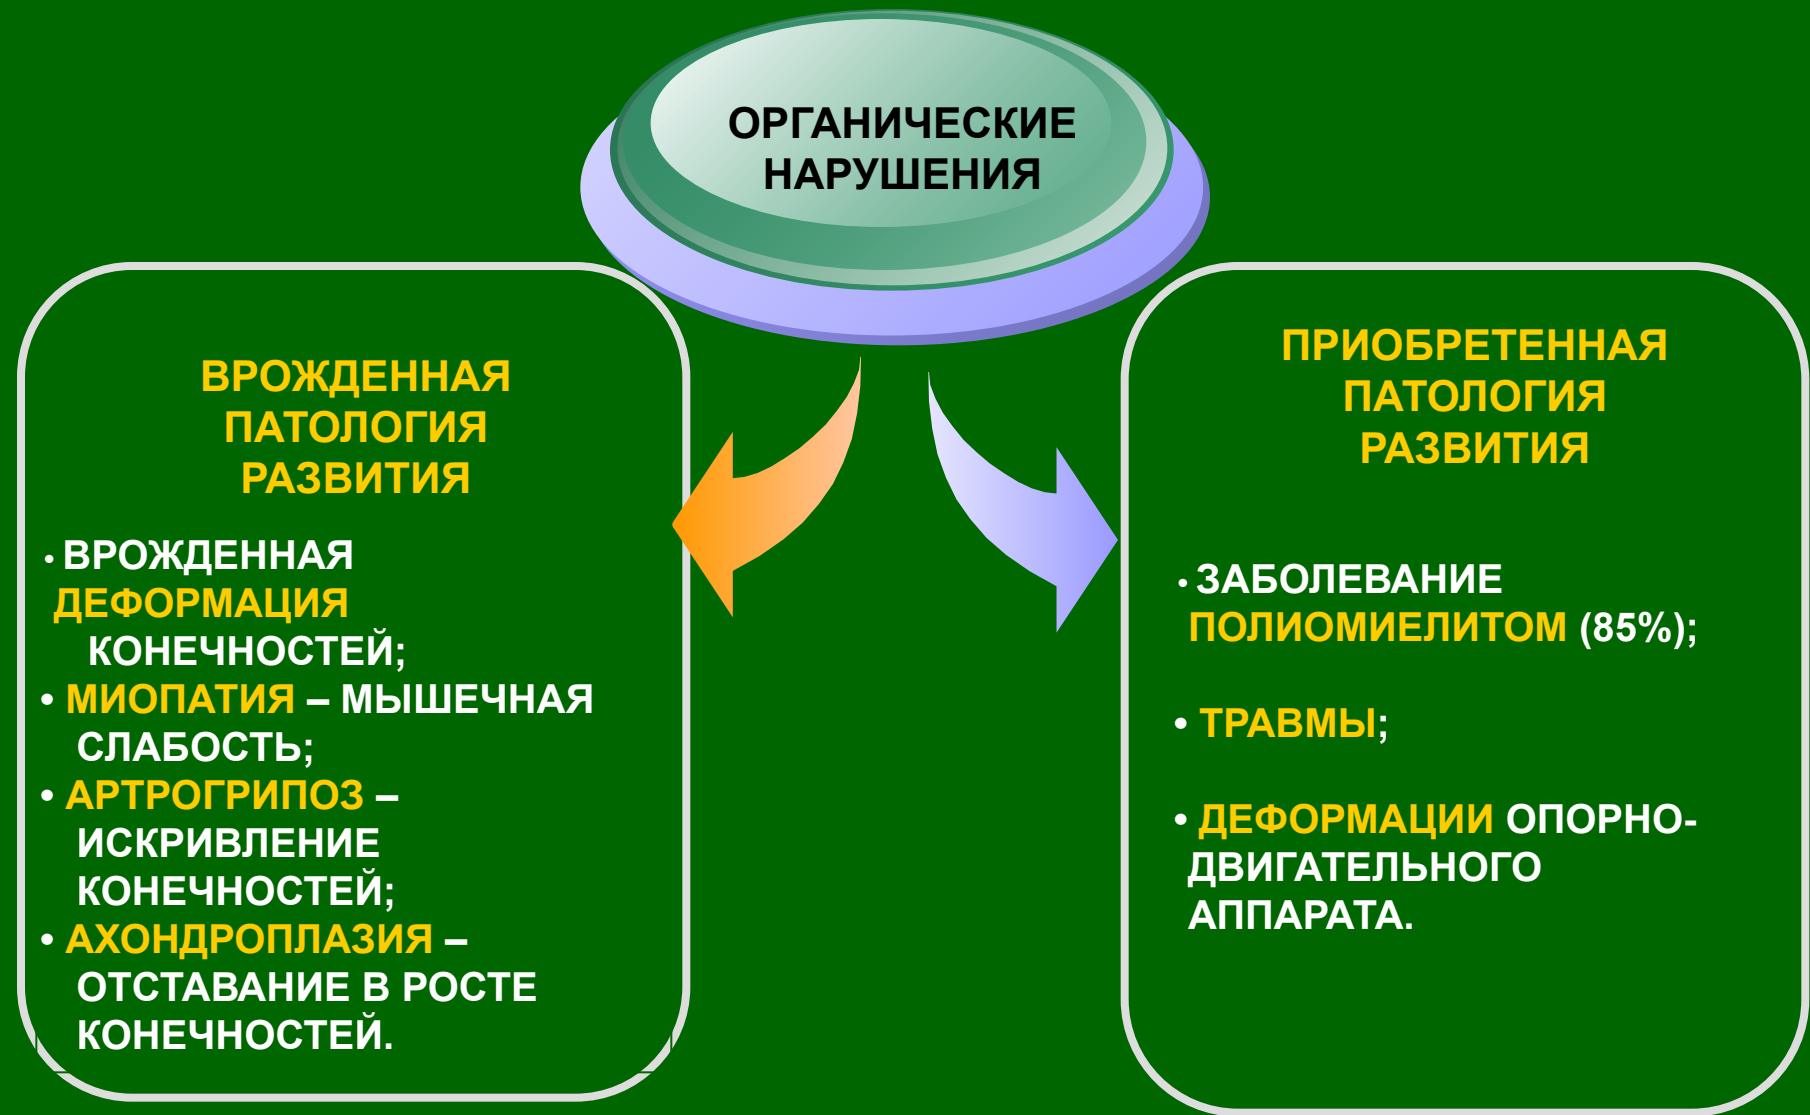 ОРГАНИЧЕСКИЕ
НАРУШЕНИЯ
ВРОЖДЕННАЯ
ПАТОЛОГИЯ
РАЗВИТИЯ
• ВРОЖДЕННАЯ
ДЕФОРМАЦИЯ
КОНЕЧНОСТЕЙ;
• МИОПАТИЯ – МЫШЕЧНАЯ
СЛАБОСТЬ;
• АРТРОГРИПОЗ –
ИСКРИВЛЕНИЕ
КОНЕЧНОСТЕЙ;
• АХОНДРОПЛАЗИЯ –
ОТСТАВАНИЕ В РОСТЕ
КОНЕЧНОСТЕЙ.
ПРИОБРЕТЕННАЯ
ПАТОЛОГИЯ
РАЗВИТИЯ
• ЗАБОЛЕВАНИЕ
ПОЛИОМИЕЛИТОМ (85%);
• ТРАВМЫ;
• ДЕФОРМАЦИИ ОПОРНО-
ДВИГАТЕЛЬНОГО
АППАРАТА.